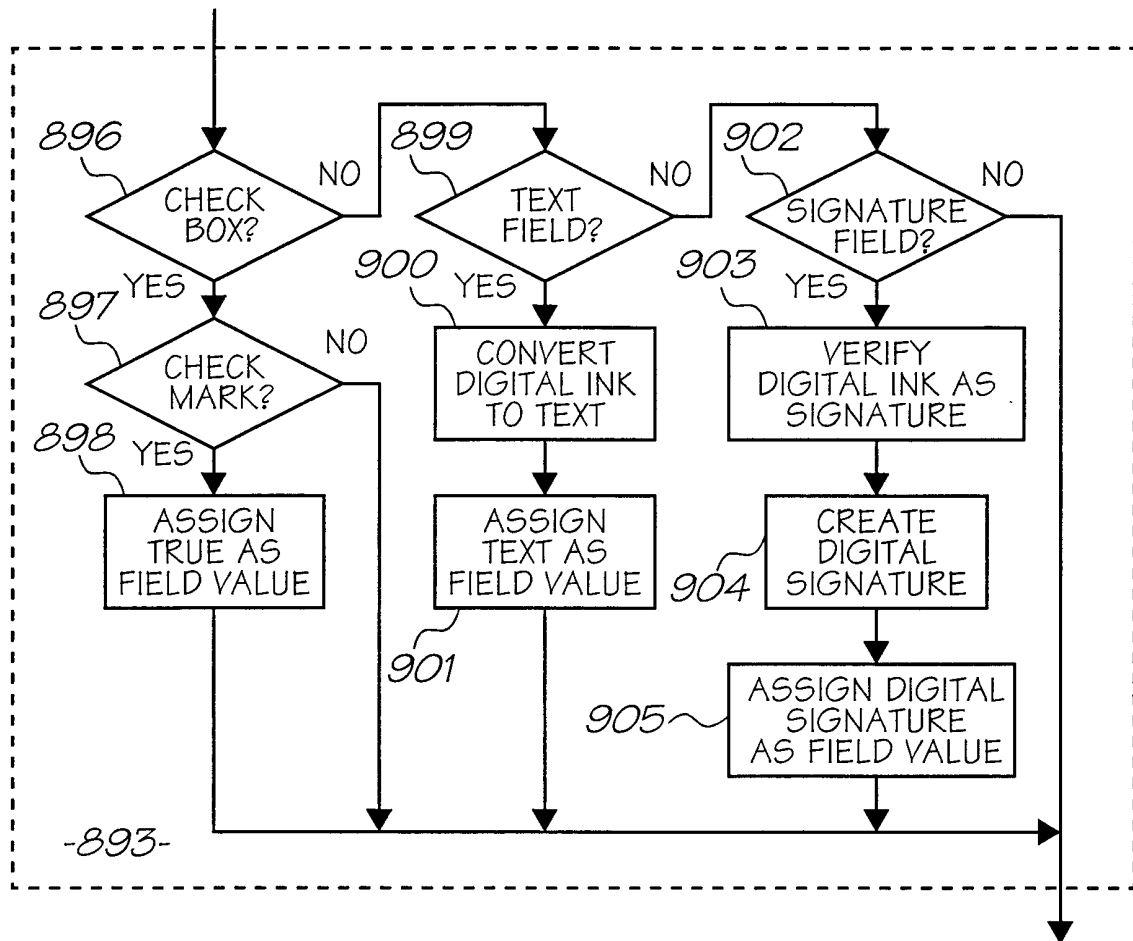 896
CHECK
BOX?
NO
YES
899
TEXT
FIELD?
NO
YES
902
SIGNATURE
FIELD?
NO
YES
897
CHECK
MARK?
NO
YES
900
CONVERT
DIGITAL INK
TO TEXT
903
VERIFY
DIGITAL INK AS
SIGNATURE
898
ASSIGN
TRUE AS
FIELD VALUE
ASSIGN
TEXT AS
FIELD VALUE
901
CREATE
DIGITAL
SIGNATURE
904
ASSIGN DIGITAL
SIGNATURE
AS FIELD VALUE
905
-893-